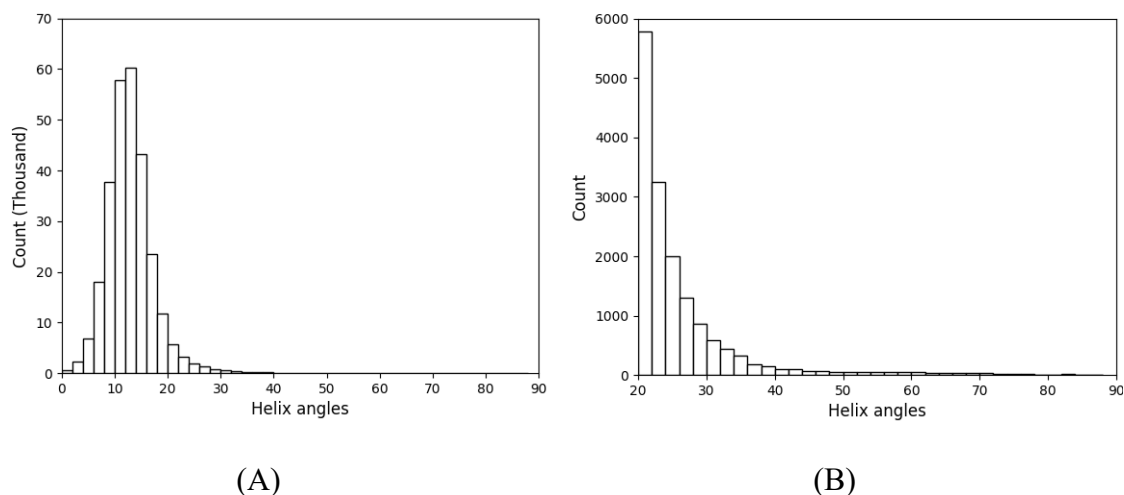 70
60
50
40
30
20
10
0
Count (Thousand)
0 10 20 30 40 50 60 70 80 90
Helix angles
(A)
6000
5000
4000
3000
2000
1000
0
Count
20 30 40 50 60 70 80 90
Helix angles
(B)